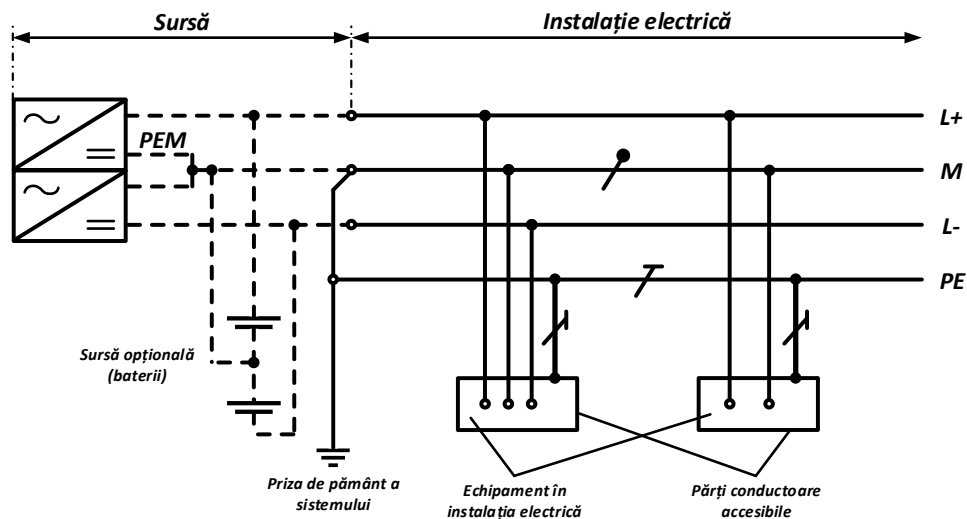 Sursă
Instalație electrică
L+
PEM
M
L-
PE
Sursă opțională
(baterii)
Priza de pământ a
sistemului
Echipament în
instalația electrică
Părți conductoare
accesibile